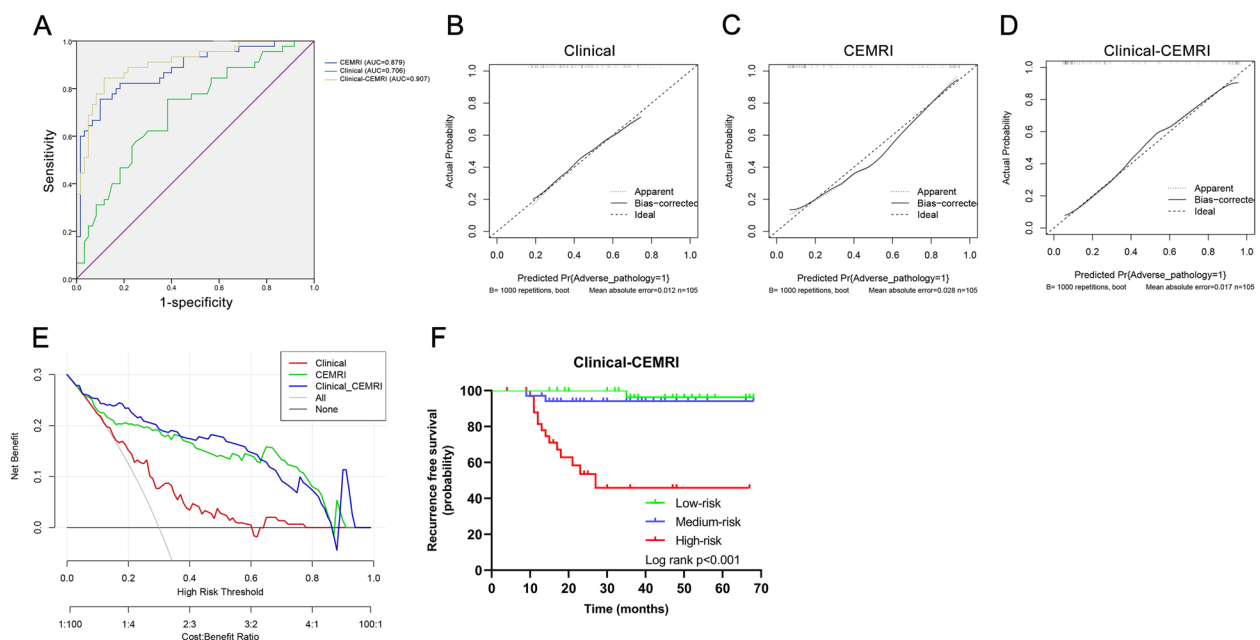 A
1.0
0.8
0.6
0.4
0.2
0.0
Sensitivity
0.0 0.2 0.4 0.6 0.8 1.0
1-specificity
CEMRI (AUC=0.879)
Clinical (AUC=0.706)
Clinical-CEMRI (AUC=0.907)
B
Clinical
Actual Probability
1.0
0.8
0.6
0.4
0.2
0.0
Apparent
Bias-corrected
Ideal
0.0 0.2 0.4 0.6 0.8 1.0
Predicted Pr{Adverse_pathology=1}
B= 1000 repetitions, boot Mean absolute error=0.012 n=105
C
CEMRI
Actual Probability
1.0
0.8
0.6
0.4
0.2
0.0
Apparent
Bias-corrected
Ideal
0.0 0.2 0.4 0.6 0.8 1.0
Predicted Pr{Adverse_pathology=1}
B= 1000 repetitions, boot Mean absolute error=0.028 n=105
D
Clinical-CEMRI
Actual Probability
1.0
0.8
0.6
0.4
0.2
0.0
Apparent
Bias-correcte
Ideal
0.0 0.2 0.4 0.6 0.8 1.0
Predicted Pr{Adverse_pathology=1}
B= 1000 repetitions, boot Mean absolute error=0.017 n=105
E
Net Benefit
0.3
0.2
0.1
0.0
Clinical
CEMRI
Clinical_CEMRI
All
None
0.0 0.2 0.4 0.6 0.8 1.0
High Risk Threshold
1:100 1:4 2:3 3:2 4:1 100:1
Cost:Benefit Ratio
F
Clinical-CEMRI
Recurrence free survival
(probability)
100
80
60
40
20
0
Low-risk
Medium-risk
High-risk
Log rank p<0.001
0 10 20 30 40 50 60 70
Time (months)